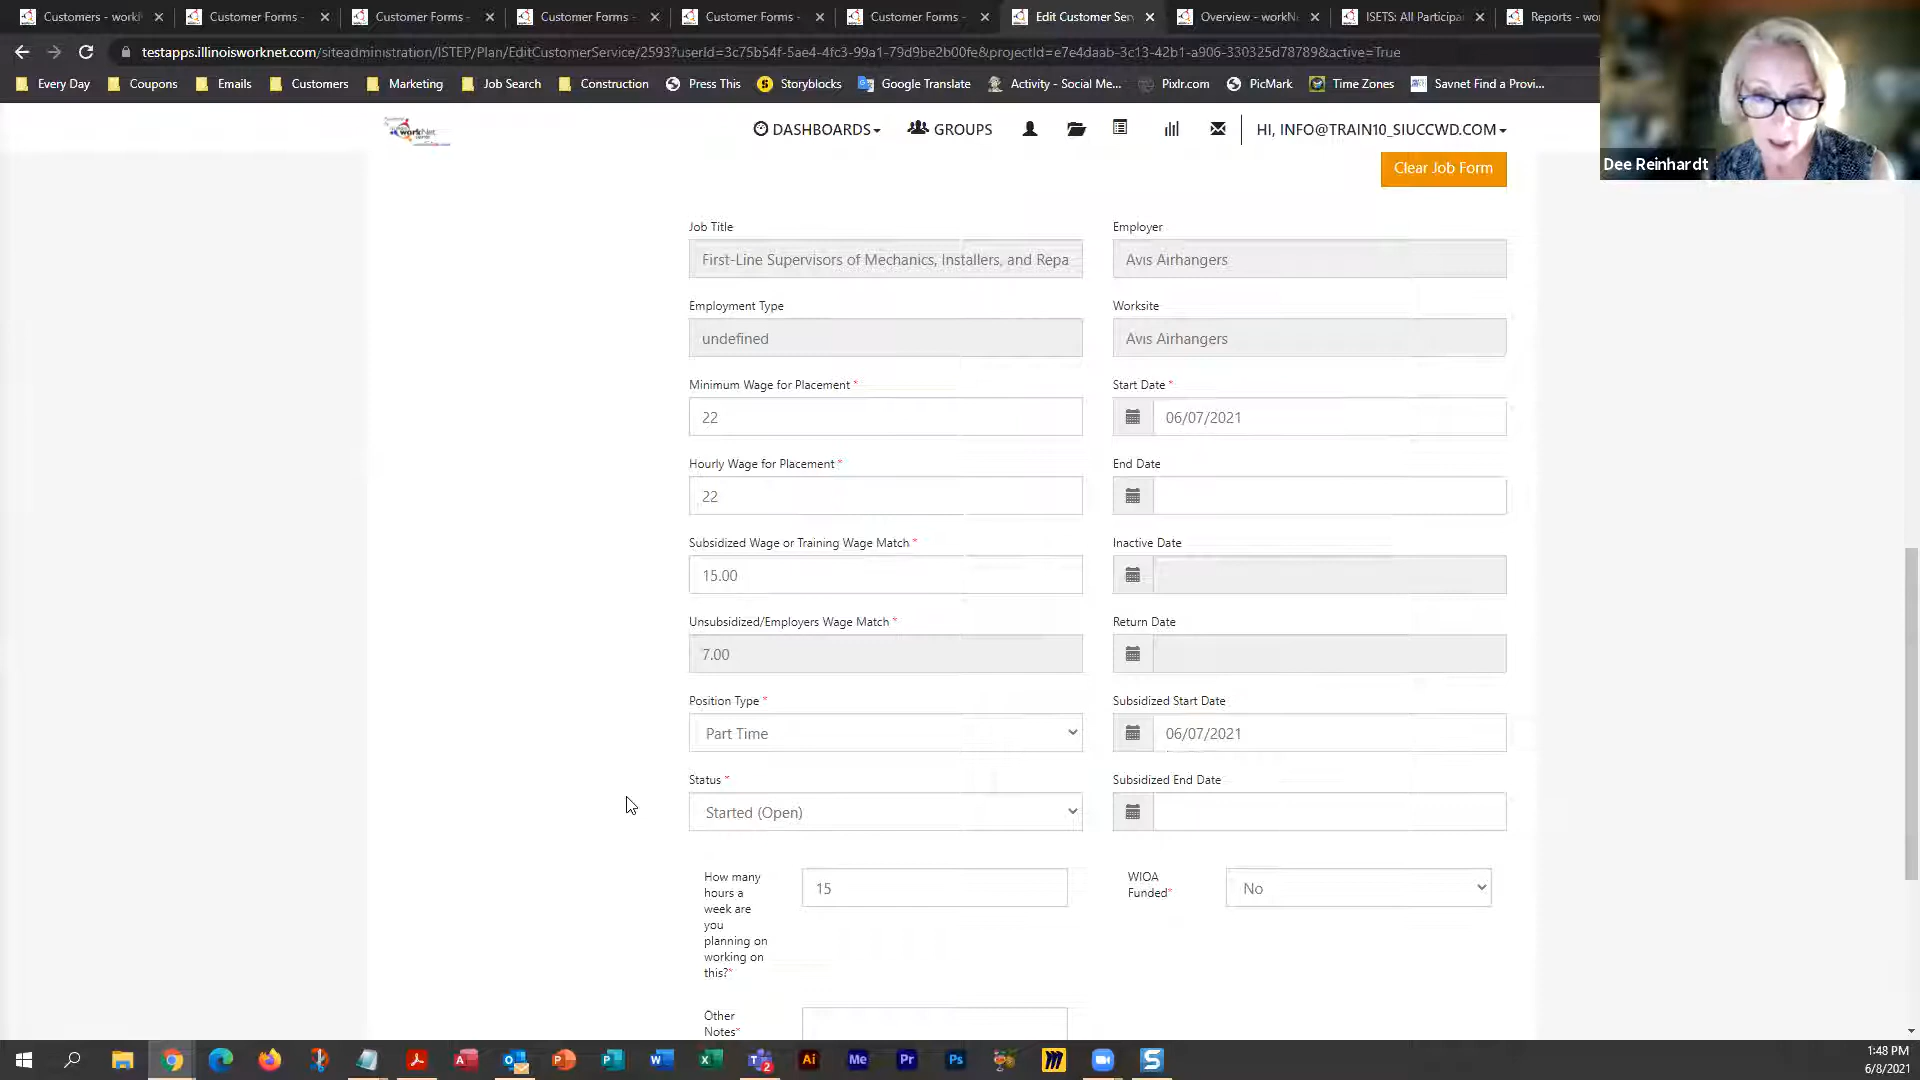 Customers - workN
Customer Forms -
Customer Forms -
Customer Forms -
Customer Forms -
Customer Forms -
Edit Customer Ser
Overview - workN
ISETS: All Participa
Reports - wo
testapps.illinoisworknet.com/siteadministration/ISTEP/Plan/EditCustomerService/2593?userId=3c75b54f-5ae4-4fc3-99a1-79d9be2b00fe&projectId=e7e4daab-3c13-42b1-a906-330325d78789&active=True
Every Day
Coupons
Emails
Customers
Marketing
Job Search
Construction
Press This
Storyblocks
Google Translate
Activity - Social Me...
Pixlr.com
PicMark
Time Zones
Savnet Find a Provi...
workNet
DASHBOARDS
GROUPS
HI, INFO@TRAIN10_SIUCCWD.COM
Dee Reinhardt
Clear Job Form
Job Title
Employer
First-Line Supervisors of Mechanics, Installers, and Repa
Avis Airhangers
Employment Type
Worksite
undefined
Avis Airhangers
Minimum Wage for Placement *
Start Date *
22
06/07/2021
Hourly Wage for Placement *
End Date
22
Subsidized Wage or Training Wage Match *
Inactive Date
15.00
Unsubsidized/Employers Wage Match *
Return Date
7.00
Position Type *
Subsidized Start Date
Part Time
06/07/2021
Status *
Subsidized End Date
Started (Open)
How many
hours a
week are
you
planning on
working on
this?*
15
WIOA
Funded*
No
Other
Notes*
1:48 PM
6/8/2021